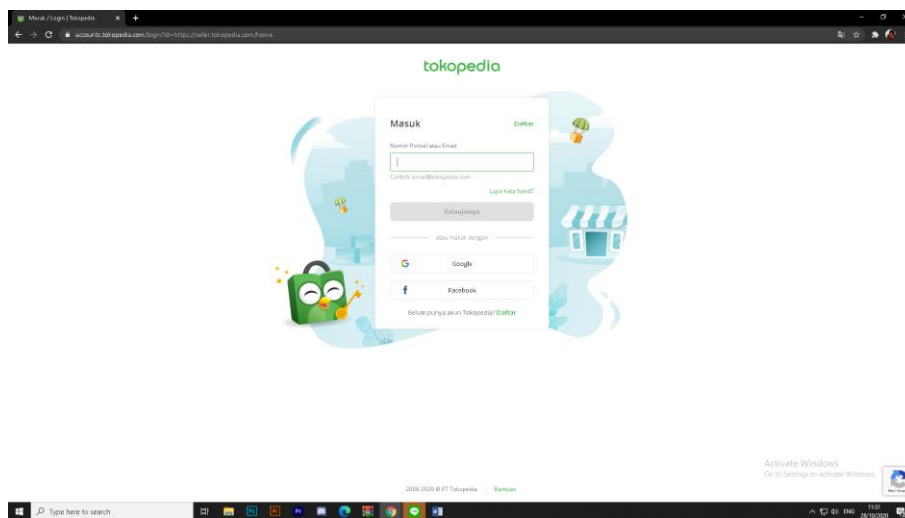 Masuk / Login | Tokopedia
accounts.tokopedia.com/login?ld=https://seller.tokopedia.com/home
tokopedia
Masuk
Daftar
Nomor Ponsel atau Email
Contoh: email@tokopedia.com
Lupa Kata Sandi?
Selanjutnya
atau masuk dengan
Google
Facebook
Belum punya akun Tokopedia? Daftar
Activate Windows
Go to Settings to activate Windows.
2009-2020 © PT Tokopedia | Bantuan
Type here to search
ENG
11:01
28/10/2020